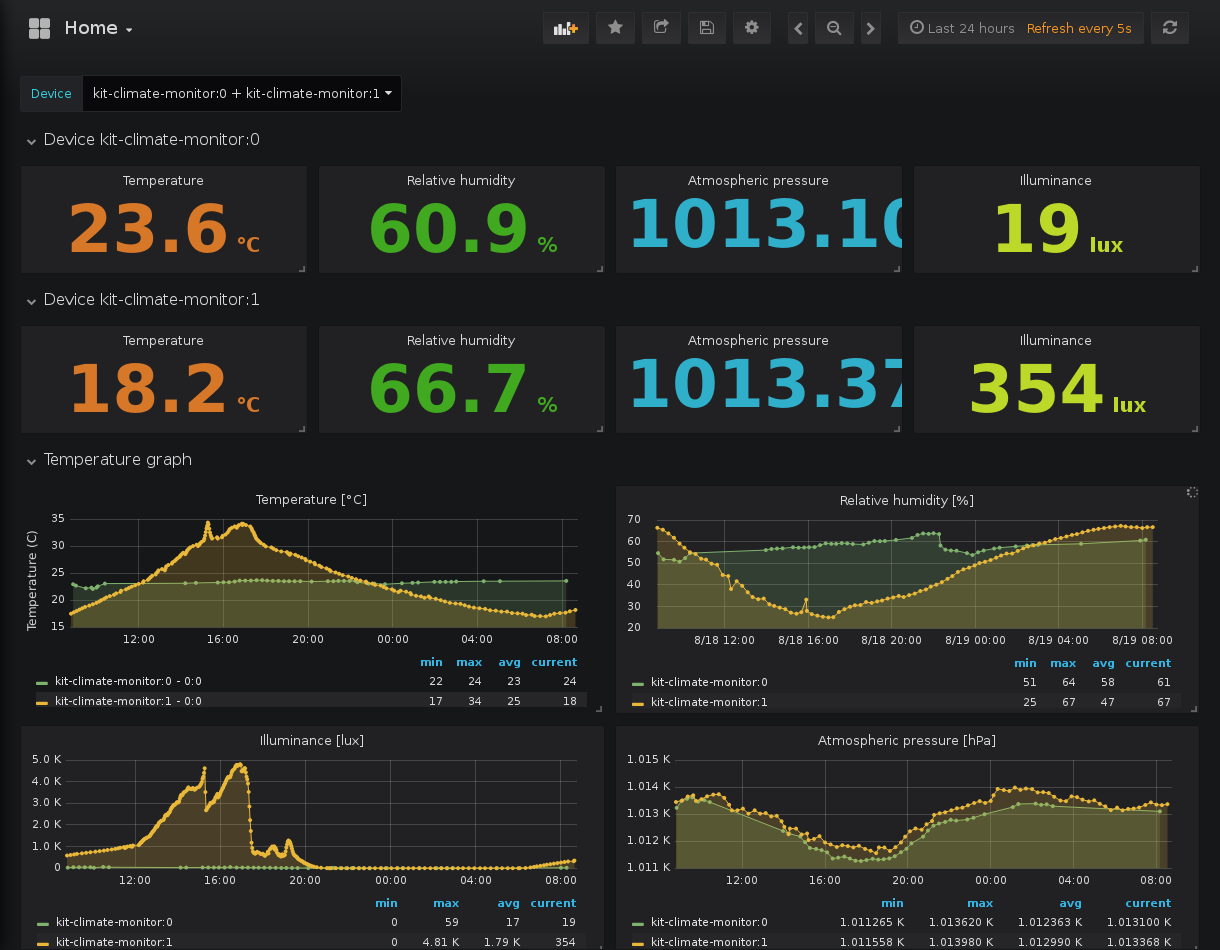 Home
Last 24 hours Refresh every 5s
Device kit-climate-monitor:0 + kit-climate-monitor:1
Device kit-climate-monitor:0
Temperature Relative humidity Atmospheric pressure Illuminance
23.6 °C 60.9 % 1013.10 19 lux
Device kit-climate-monitor:1
Temperature Relative humidity Atmospheric pressure Illuminance
18.2 °C 66.7 % 1013.37 354 lux
Temperature graph
Temperature [°C]
Temperature (C)
35
30
25
20
15
12:00 16:00 20:00 00:00 04:00 08:00
min max avg current
kit-climate-monitor:0 - 0:0 22 24 23 24
kit-climate-monitor:1 - 0:0 17 34 25 18
Relative humidity [%]
70
60
50
40
30
20
8/18 12:00 8/18 16:00 8/18 20:00 8/19 00:00 8/19 04:00 8/19 08:00
min max avg current
kit-climate-monitor:0 51 64 58 61
kit-climate-monitor:1 25 67 47 67
Illuminance [lux]
5.0 K
4.0 K
3.0 K
2.0 K
1.0 K
0
12:00 16:00 20:00 00:00 04:00 08:00
min max avg current
kit-climate-monitor:0 0 59 17 19
kit-climate-monitor:1 0 4.81 K 1.79 K 354
Atmospheric pressure [hPa]
1.015 K
1.014 K
1.013 K
1.012 K
1.011 K
12:00 16:00 20:00 00:00 04:00 08:00
min max avg current
kit-climate-monitor:0 1.011265 K 1.013620 K 1.012363 K 1.013100 K
kit-climate-monitor:1 1.011558 K 1.013980 K 1.012990 K 1.013368 K